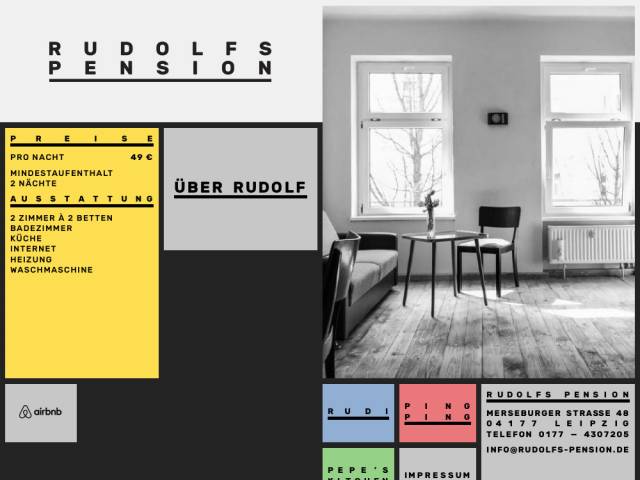 RUDOLFS
PENSION
PREISE
PRO NACHT 49 €
MINDESTAUFENTHALT
2 NÄCHTE
AUSSTATTUNG
2 ZIMMER À 2 BETTEN
BADEZIMMER
KÜCHE
INTERNET
HEIZUNG
WASCHMASCHINE
ÜBER RUDOLF
airbnb
RUDI
PING
PING
RUDOLFS PENSION
MERSEBURGER STRASSE 48
04177 LEIPZIG
TELEFON 0177 – 4307205
INFO@RUDOLFS-PENSION.DE
PEPE'S
KITCHEN
IMPRESSUM